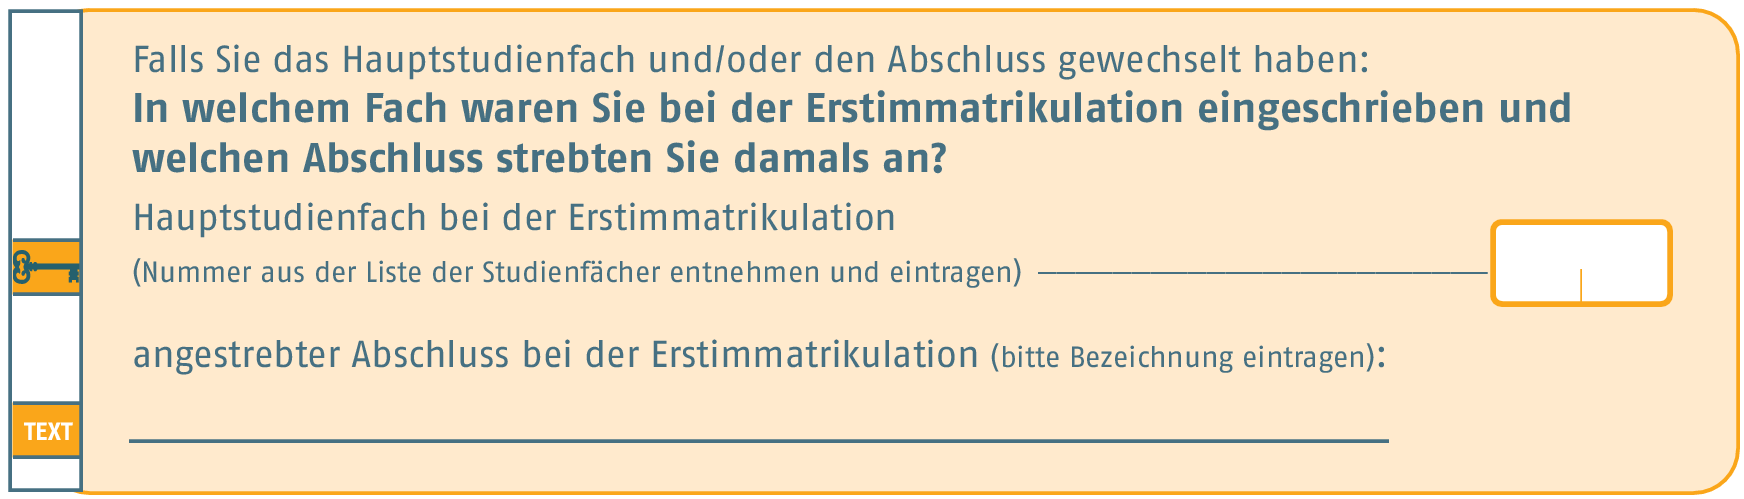 Falls Sie das Hauptstudienfach und/oder den Abschluss gewechselt haben:
In welchem Fach waren Sie bei der Erstimmatrikulation eingeschrieben und
welchen Abschluss strebten Sie damals an?
Hauptstudienfach bei der Erstimmatrikulation
(Nummer aus der Liste der Studienfächer entnehmen und eintragen)
angestrebter Abschluss bei der Erstimmatrikulation (bitte Bezeichnung eintragen):
TEXT